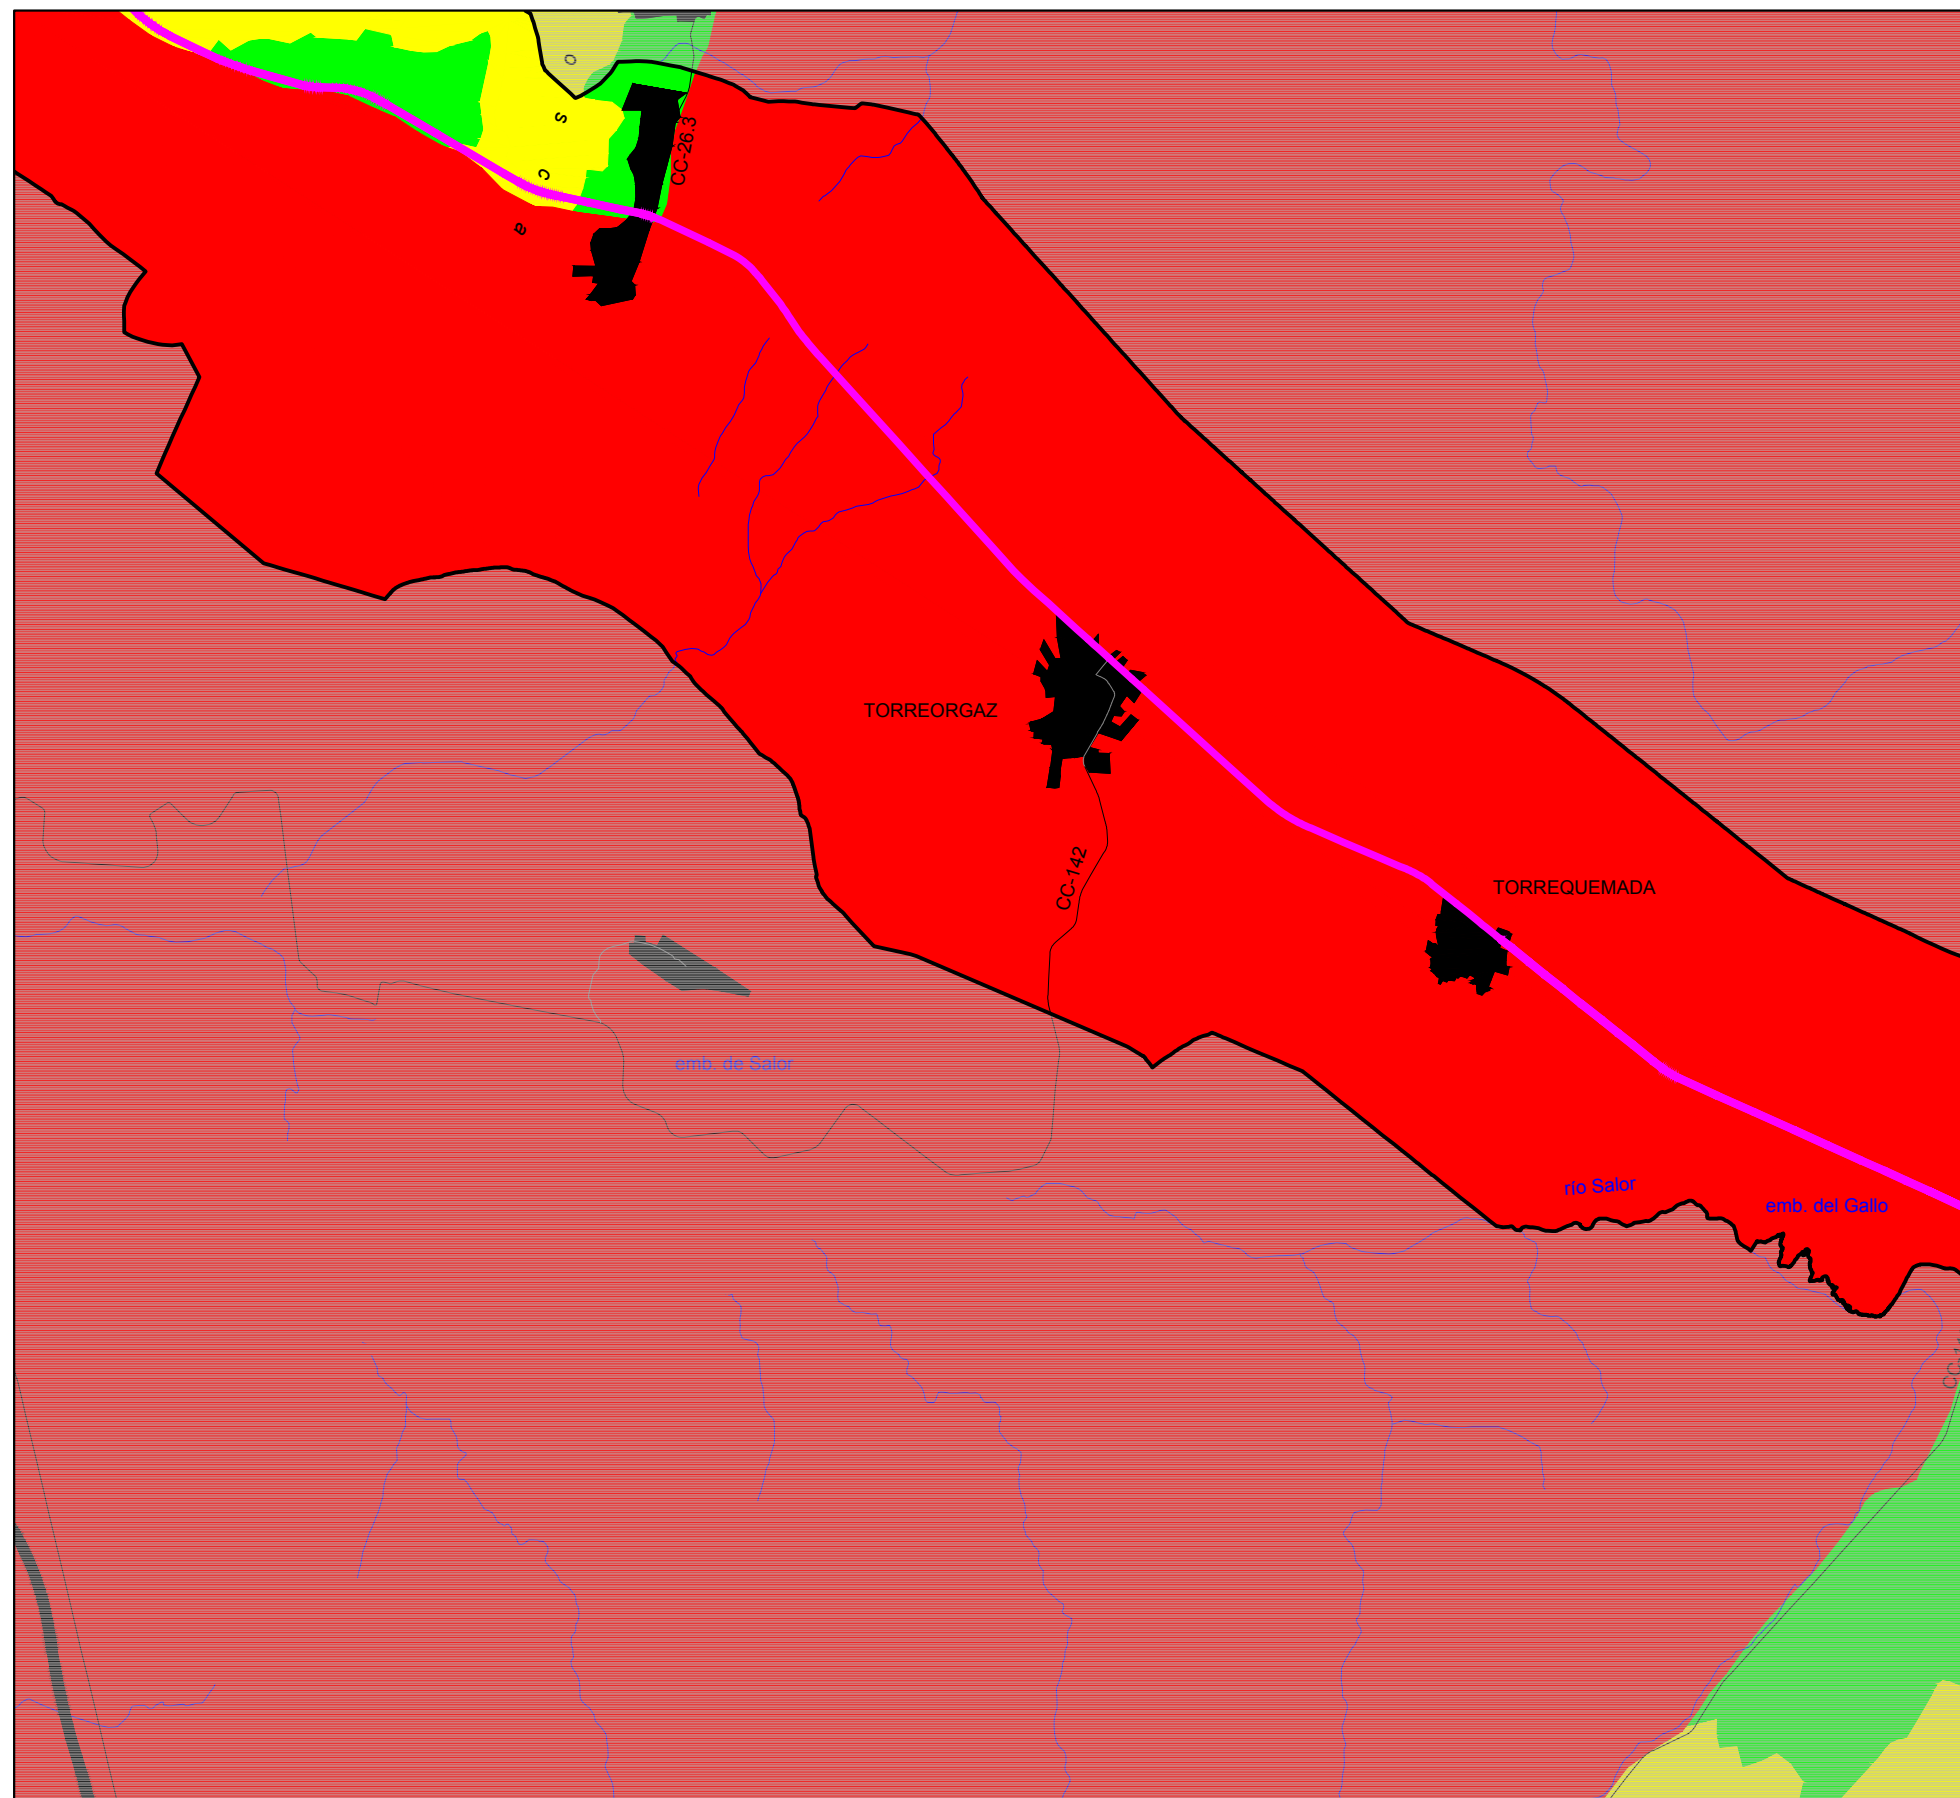 o
s
c
a
CC-26.3
TORREORGAZ
CC-142
TORREQUEMADA
emb. de Salor
río Salor
emb. del Gallo